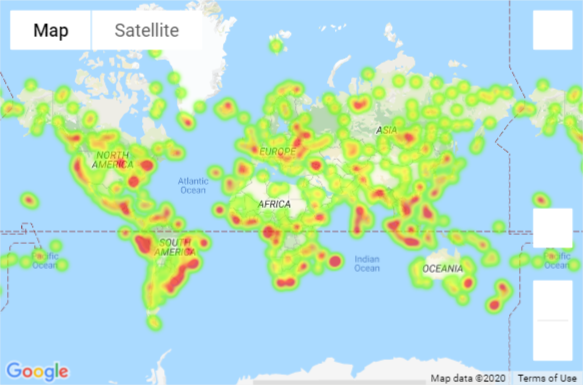 Map
Satellite
ASIA
NORTH
AMERICA
EUROPE
Atlantic
Ocean
AFRICA
SOUTH
AMERICA
Ocean
Indian
Ocean
OCEANIA
Ocean
Google
Map data ©2020
Terms of Use